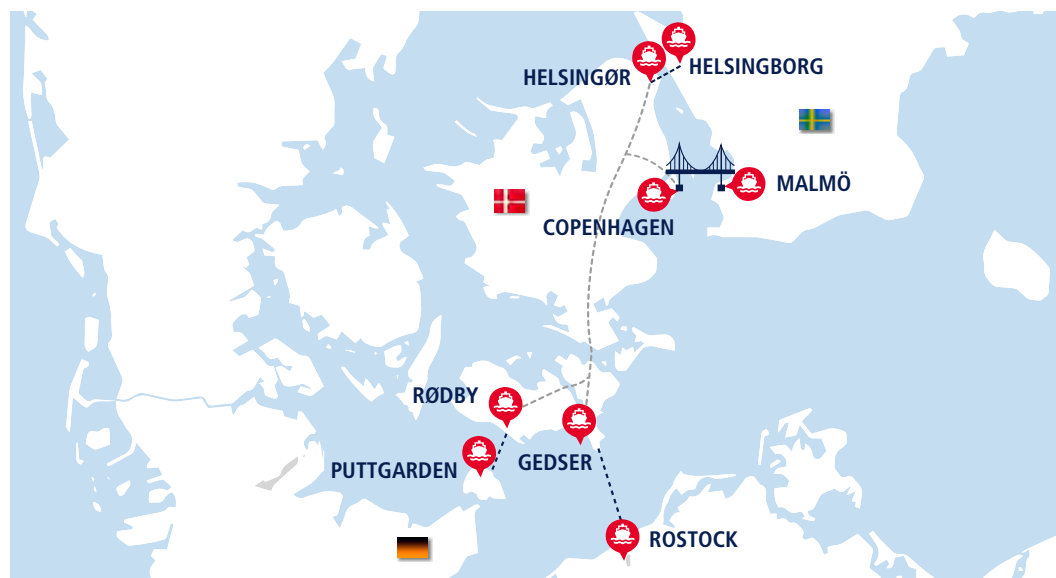 HELSINGBORG
HELSINGØR
MALMÖ
COPENHAGEN
RØDBY
GEDSER
PUTTGARDEN
ROSTOCK